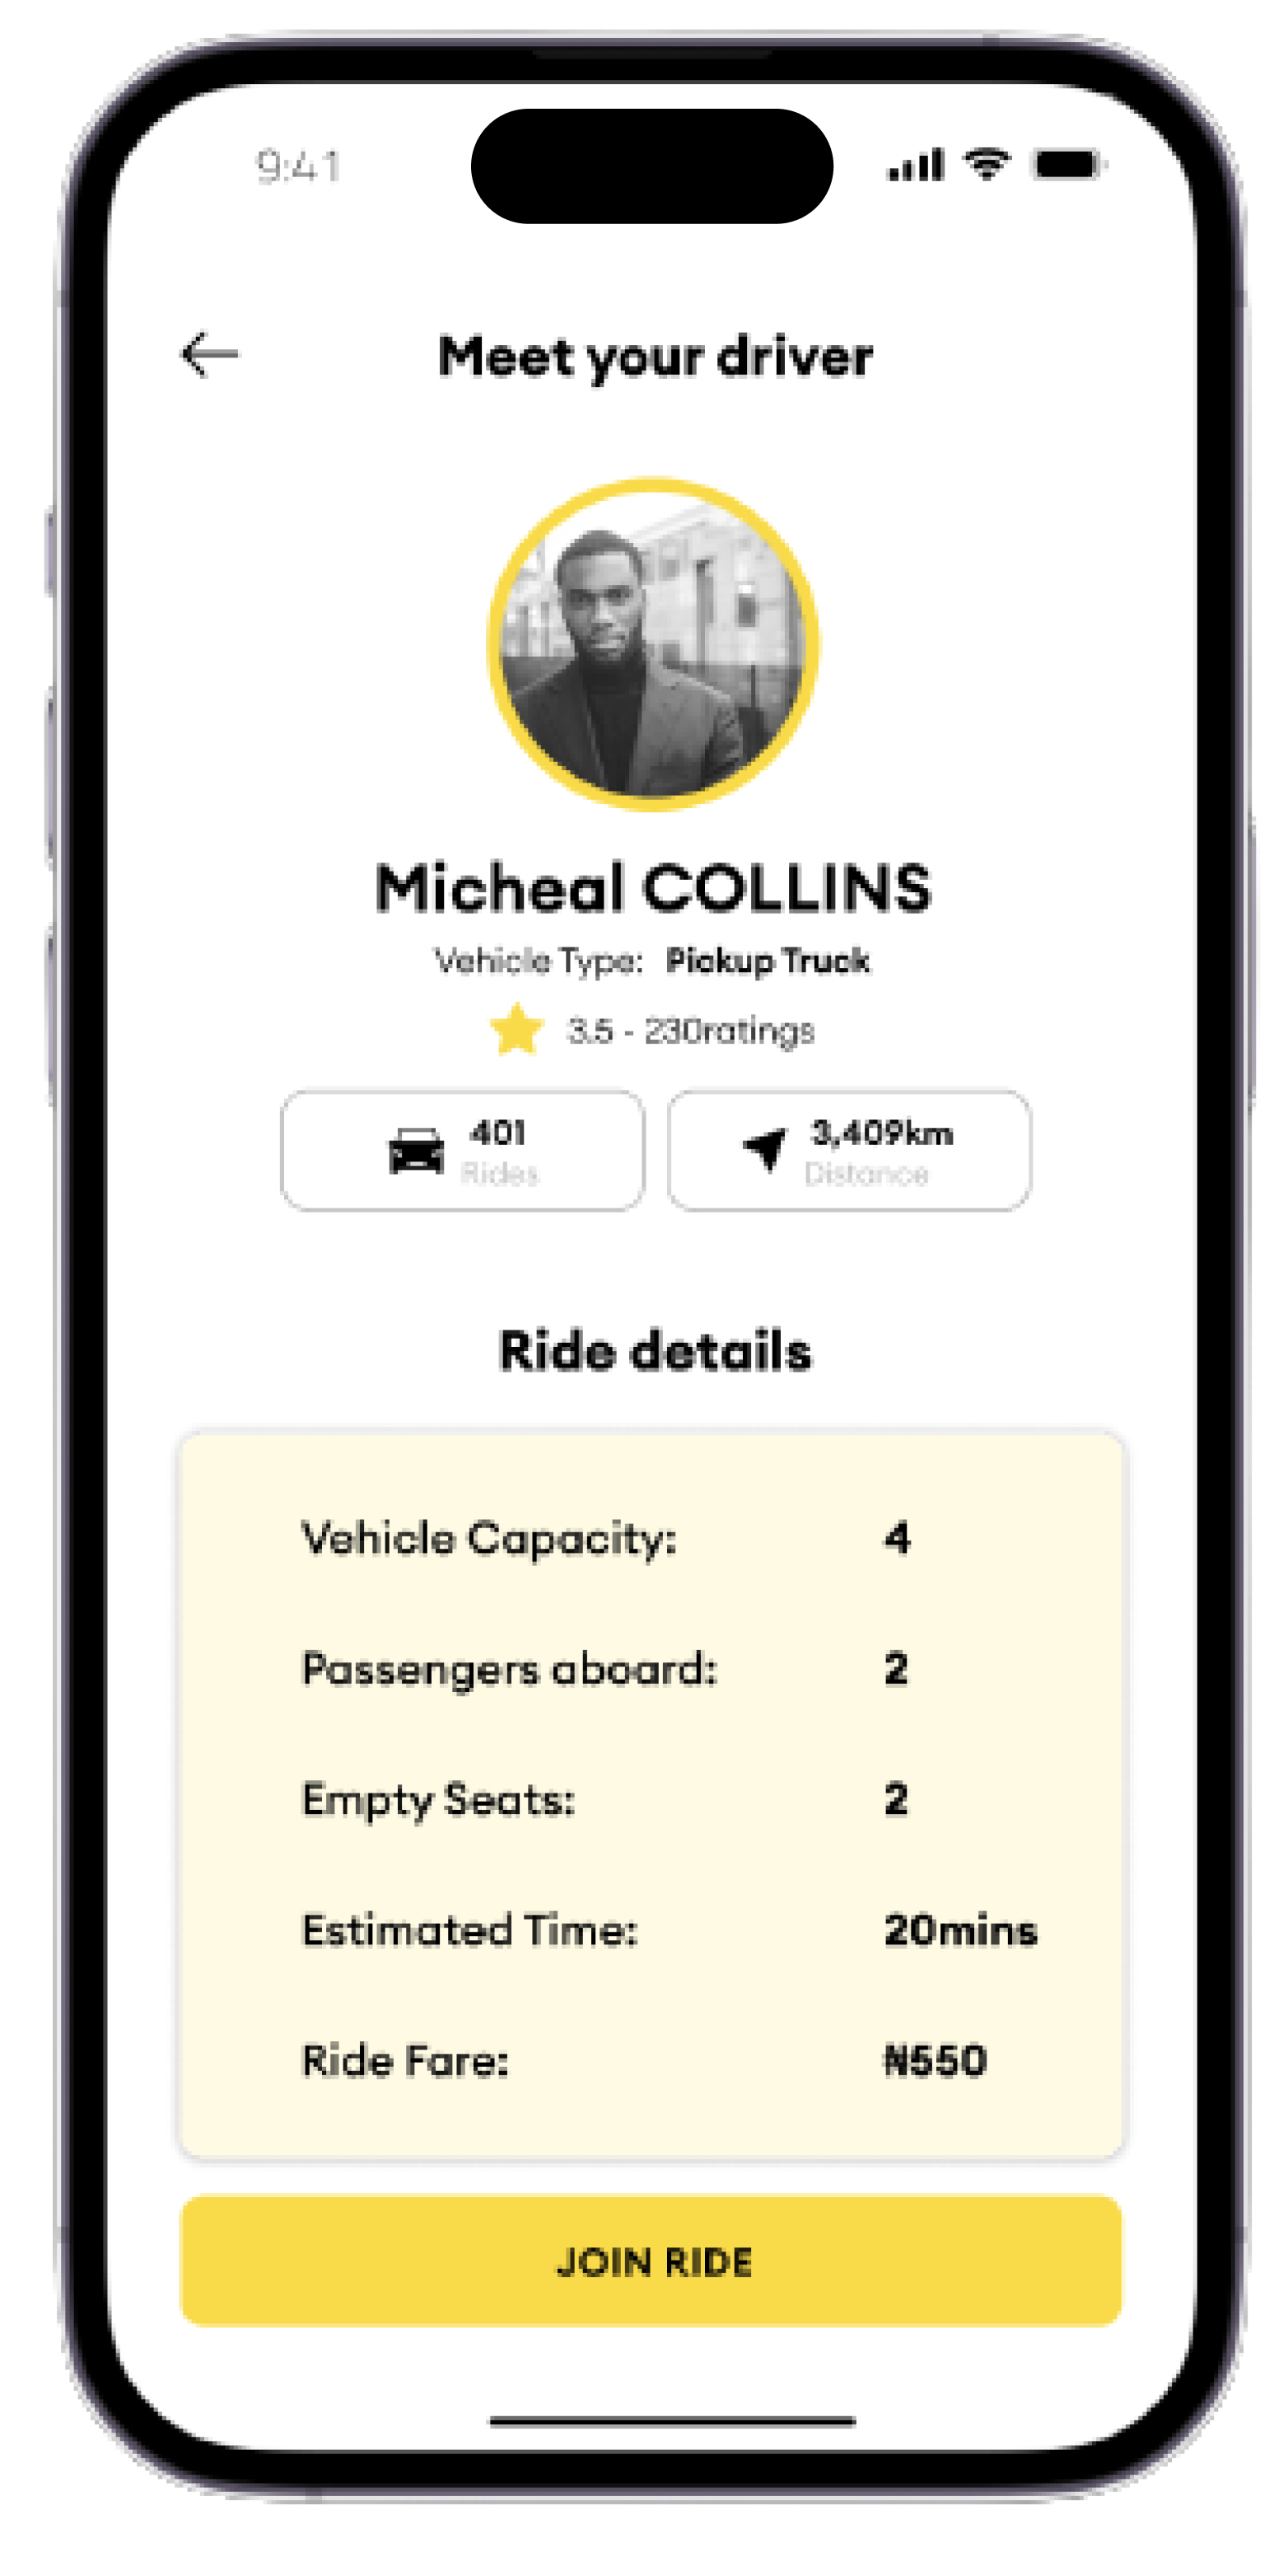 9:41
Meet your driver
Micheal COLLINS
Vehicle Type: Pickup Truck
3.5 - 230ratings
401
Rides
3,409km
Distance
Ride details
Vehicle Capacity: 4
Passengers aboard: 2
Empty Seats: 2
Estimated Time: 20mins
Ride Fare: ₦550
JOIN RIDE